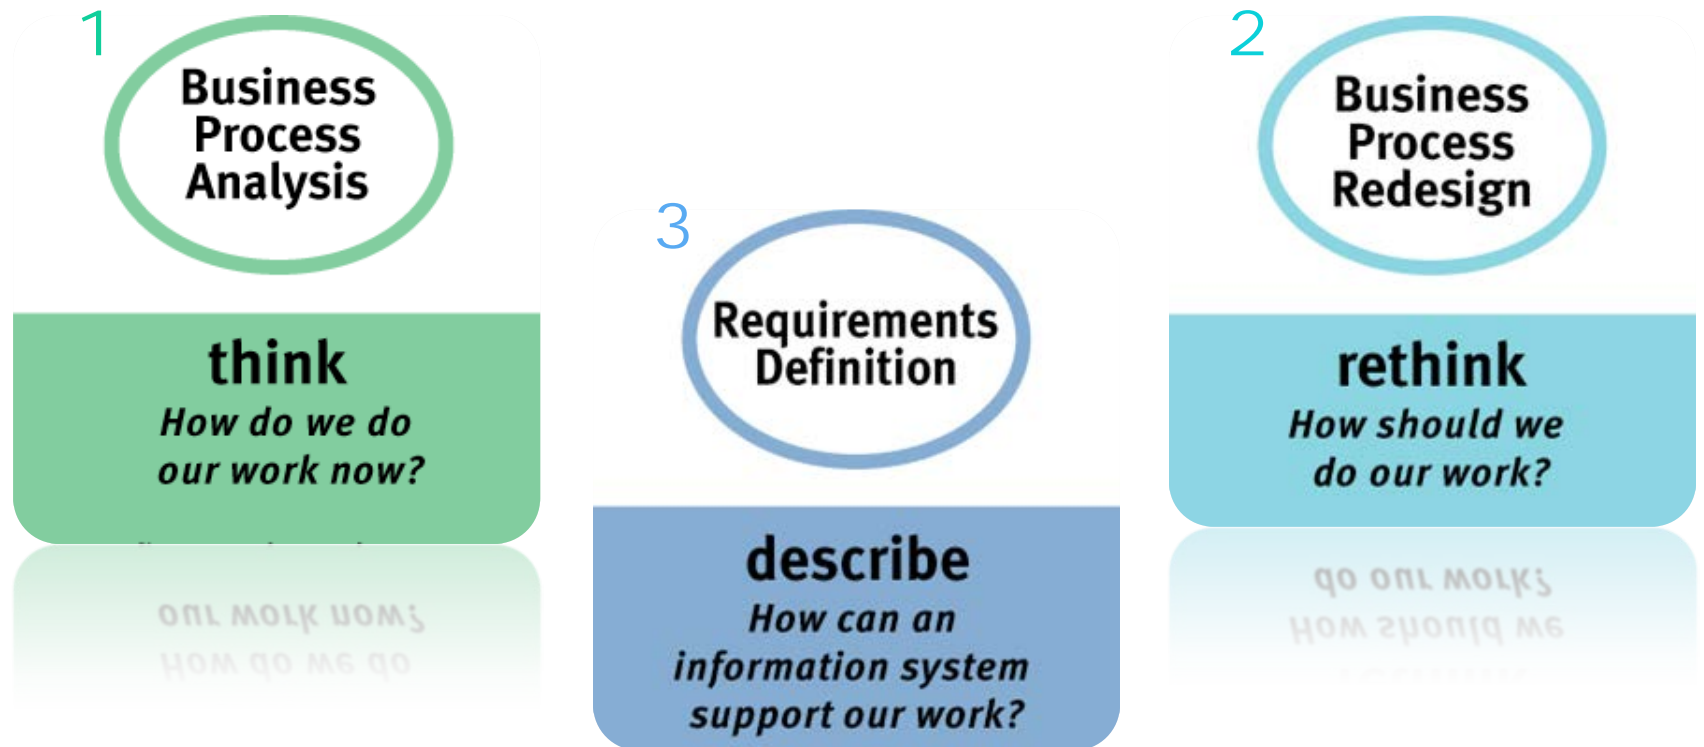 1
Business
Process
Analysis
think
How do we do
our work now?
2
Business
Process
Redesign
rethink
How should we
do our work?
3
Requirements
Definition
describe
How can an
information system
support our work?